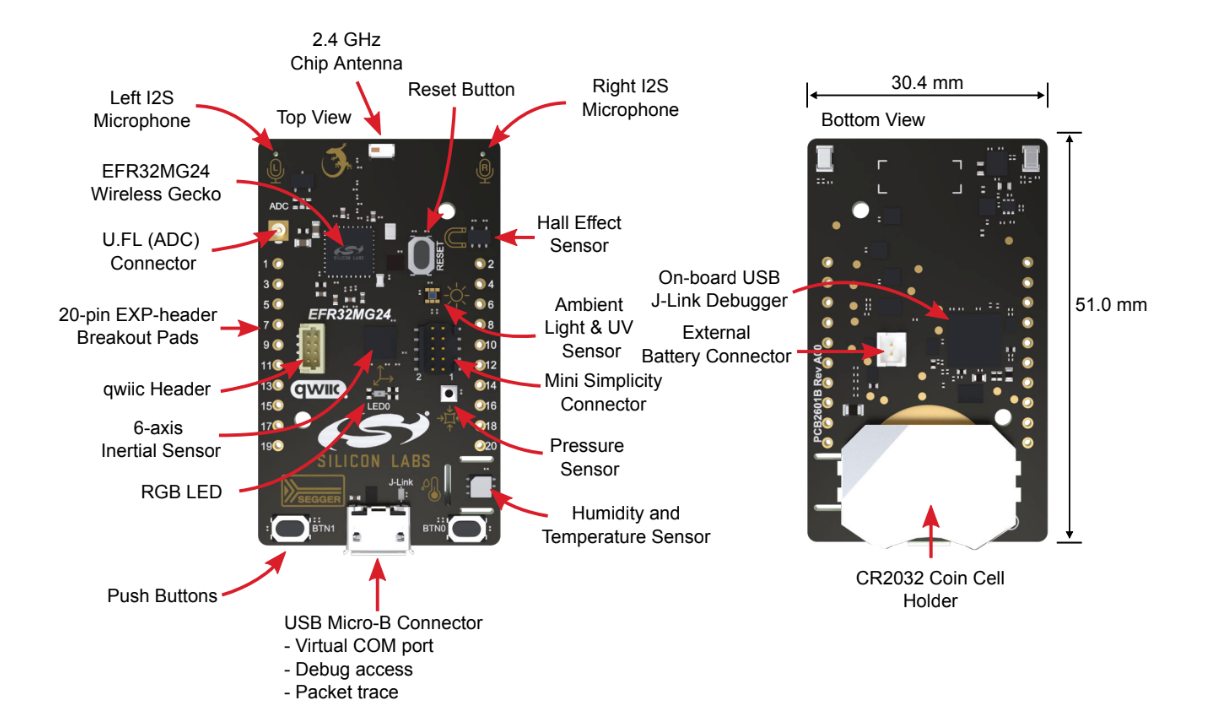 2.4 GHz
Chip Antenna
Left I2S
Microphone
Top View
Reset Button
Right I2S
Microphone
EFR32MG24
Wireless Gecko
U.FL (ADC)
Connector
20-pin EXP-header
Breakout Pads
qwiic Header
6-axis
Inertial Sensor
RGB LED
Push Buttons
USB Micro-B Connector
- Virtual COM port
- Debug access
- Packet trace
Hall Effect
Sensor
Ambient
Light & UV
Sensor
Mini Simplicity
Connector
Pressure
Sensor
Humidity and
Temperature Sensor
L
R
ADC
SILICON LABS
RESET
1
3
5
7
9
11
13
15
17
19
2
4
6
8
10
12
14
16
18
20
EFR32MG24
2 1
qwiic
LED0
SILICON LABS
SEGGER
J-Link
BTN1
BTN0
30.4 mm
Bottom View
51.0 mm
On-board USB
J-Link Debugger
External
Battery Connector
PCB2601B Rev A00
CR2032 Coin Cell
Holder